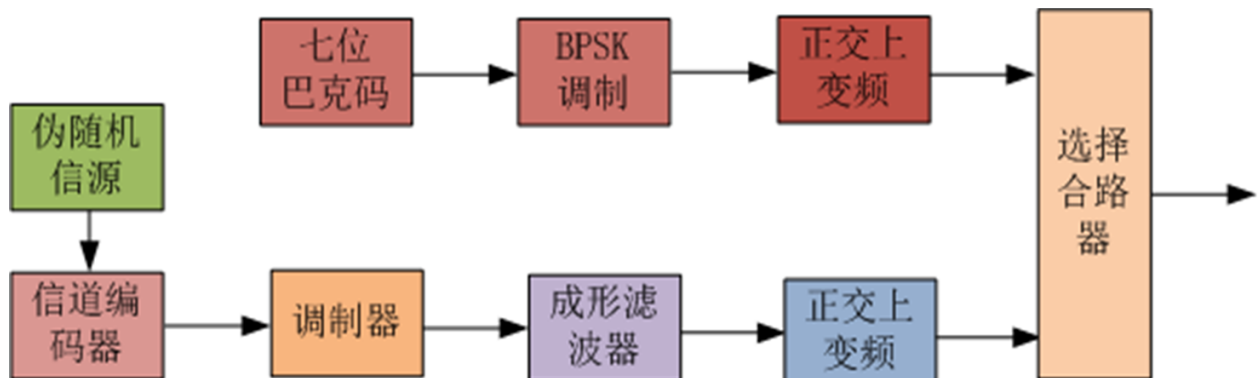 七位
巴克码
BPSK
调制
正交上
变频
伪随机
信源
选择
合路
器
信道编
码器
调制器
成形滤
波器
正交上
变频